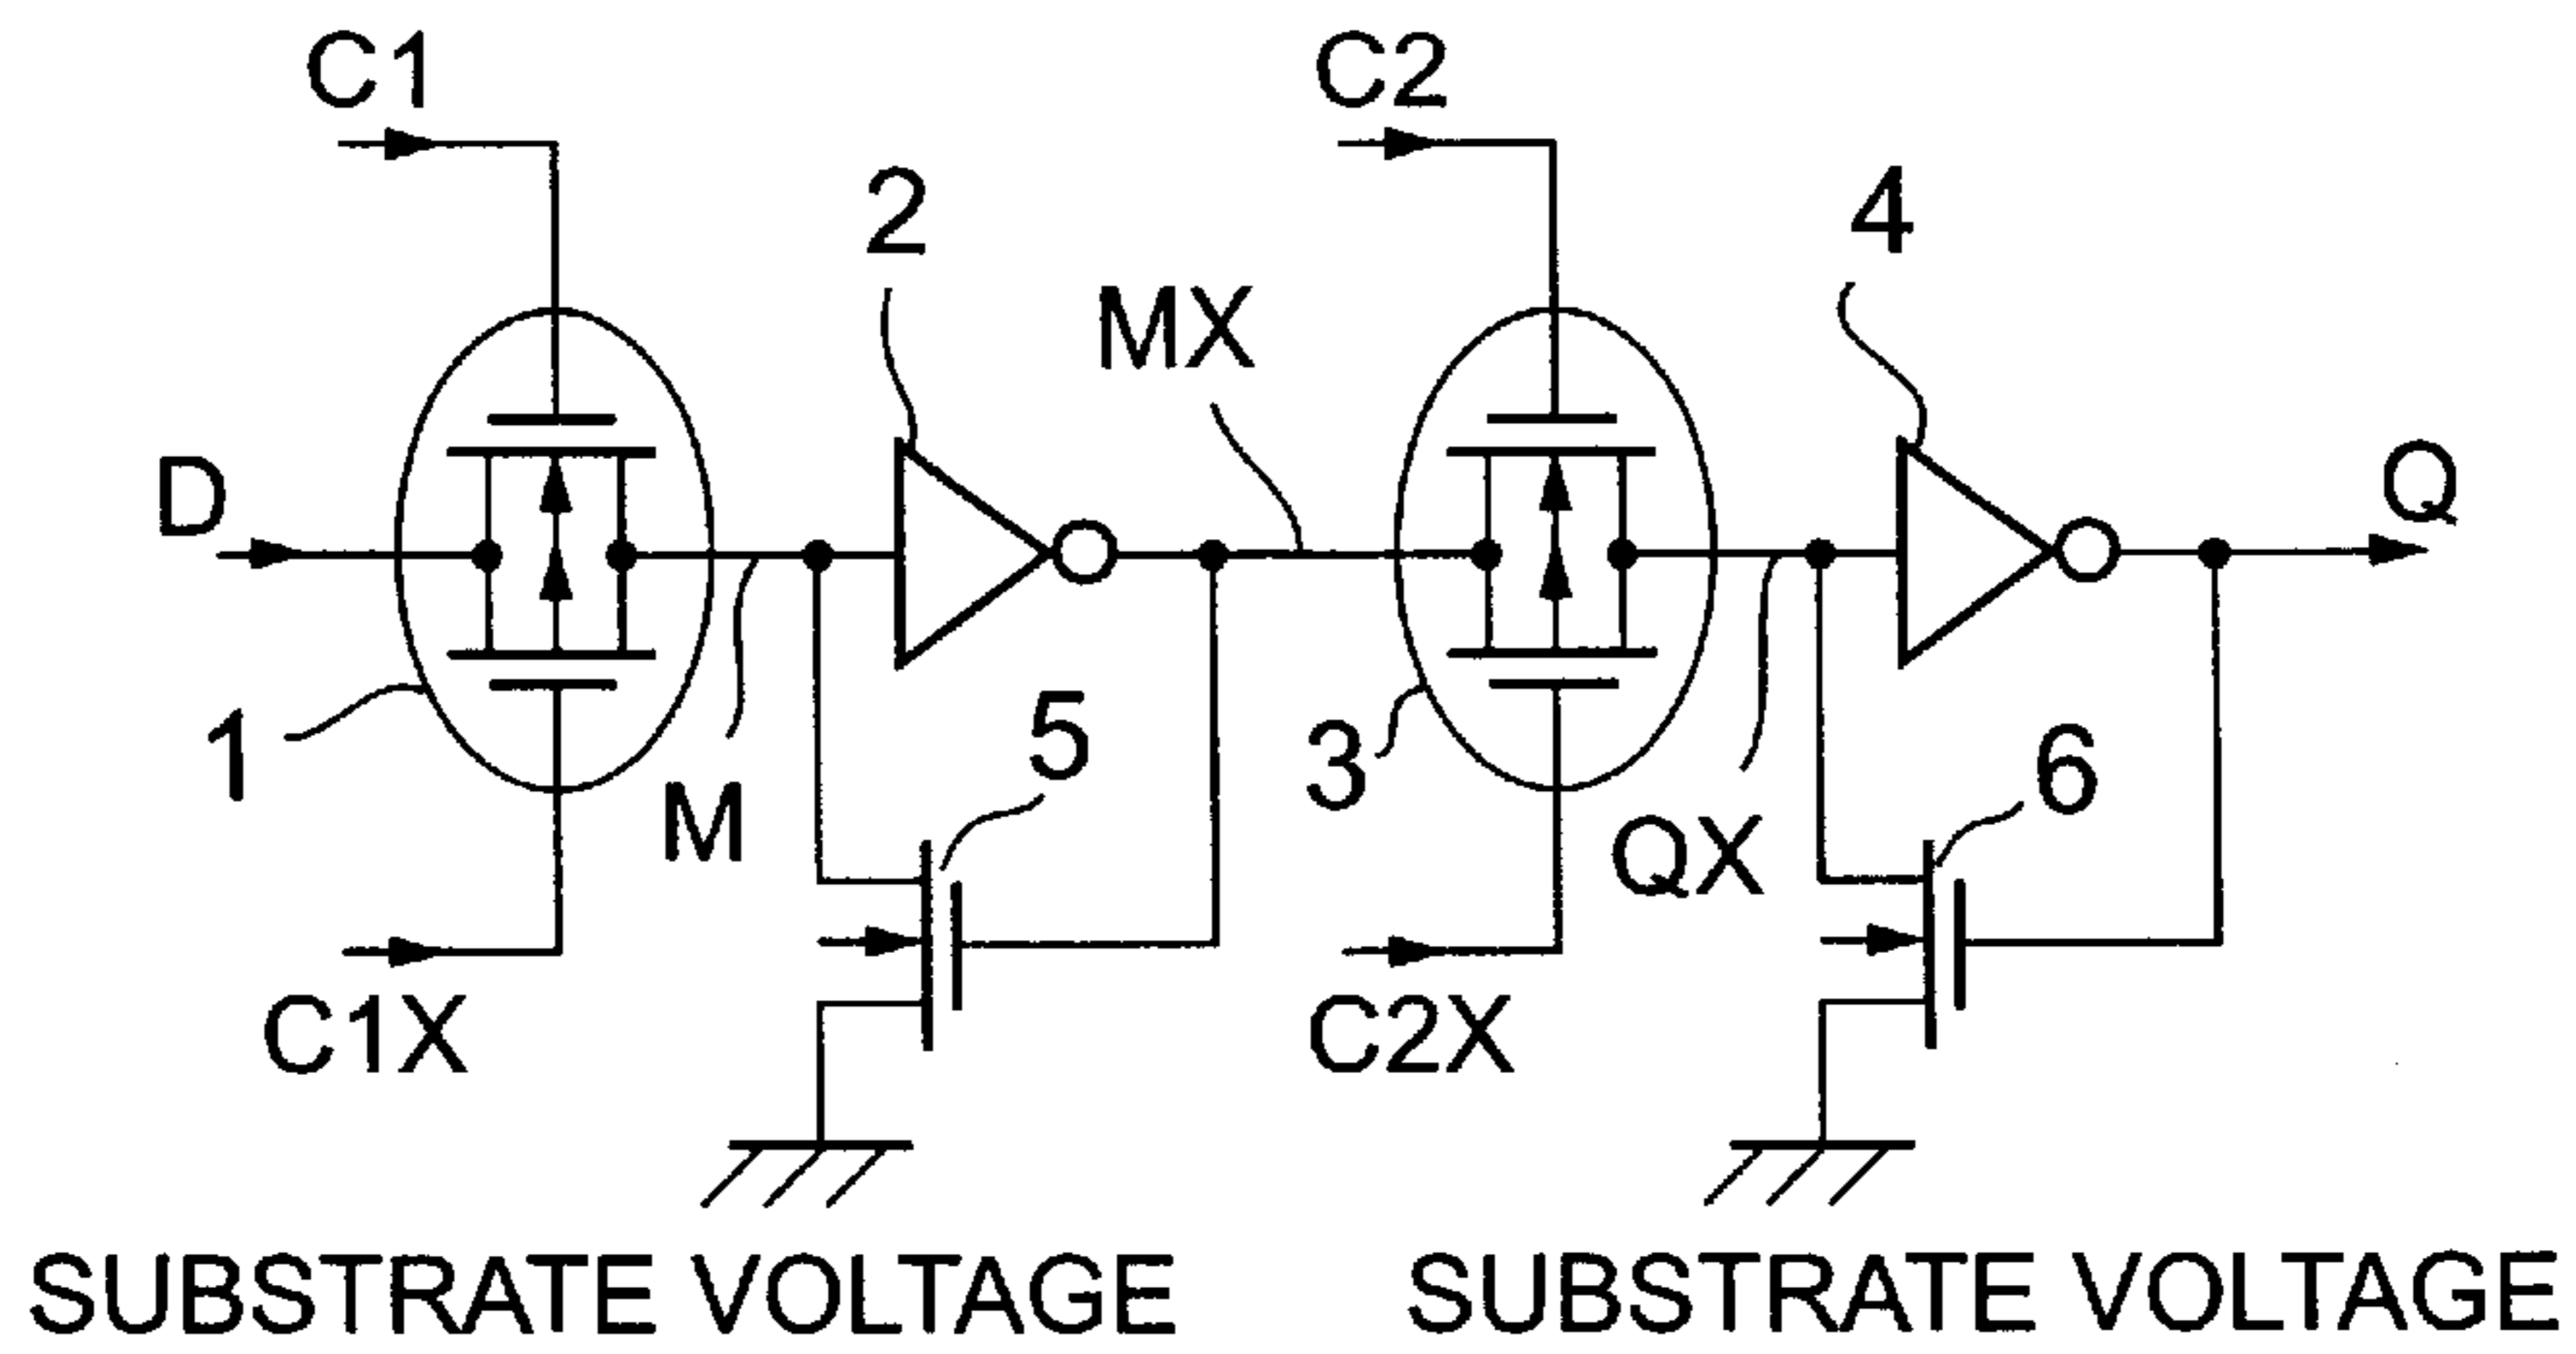 C1
C2
2
4
MX
D
Q
1
5
3
6
M
QX
C1X
C2X
SUBSTRATE VOLTAGE
SUBSTRATE VOLTAGE